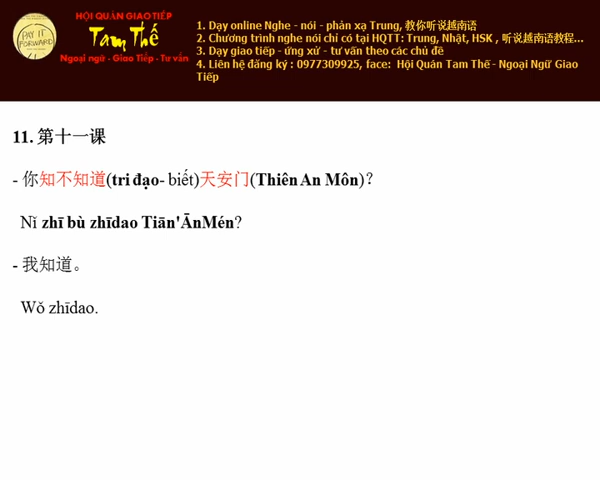 PAY IT
FORWARD
HỘI QUÁN GIAO TIẾP
Tam Thế
Ngoại ngữ - Giao Tiếp - Tư vấn
1. Dạy online Nghe - nói - phản xạ Trung, 教你听说越南语
2. Chương trình nghe nói chỉ có tại HQTT: Trung, Nhật, HSK , 听说越南语教程...
3. Dạy giao tiếp - ứng xử - tư vấn theo các chủ đề
4. Liên hệ đăng ký : 0977309925, face: Hội Quán Tam Thế - Ngoại Ngữ Giao
Tiếp
11. 第十一课
- 你知不知道(tri đạo- biết)天安门(Thiên An Môn)?
Nǐ zhī bù zhīdao Tiān'ĀnMén?
- 我知道。
Wǒ zhīdao.